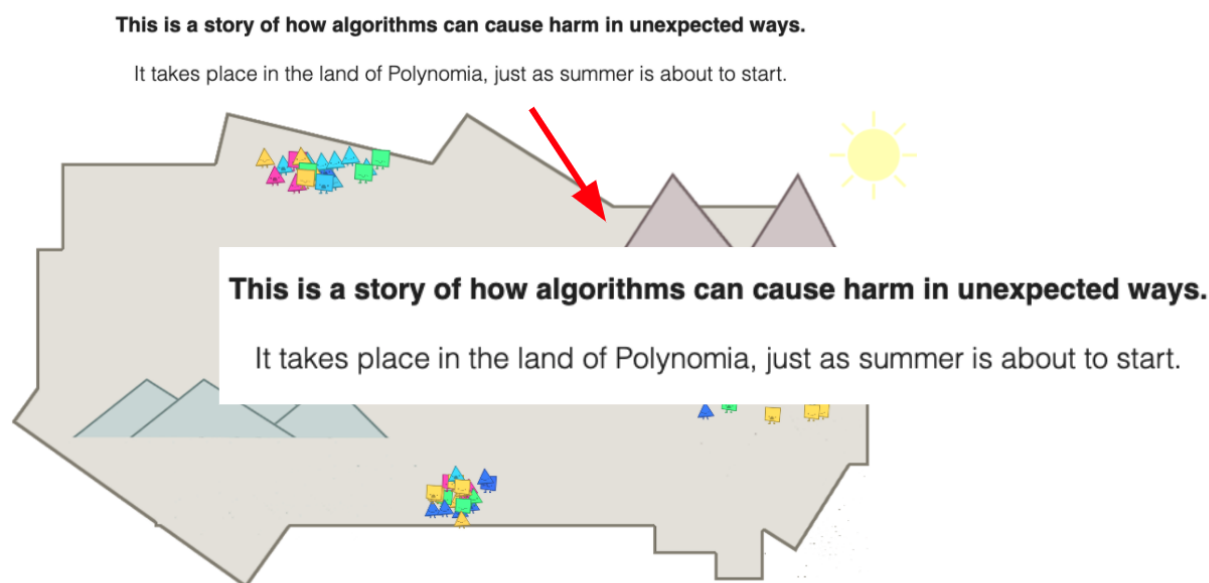 This is a story of how algorithms can cause harm in unexpected ways.
It takes place in the land of Polynomia, just as summer is about to start.
This is a story of how algorithms can cause harm in unexpected ways.
It takes place in the land of Polynomia, just as summer is about to start.